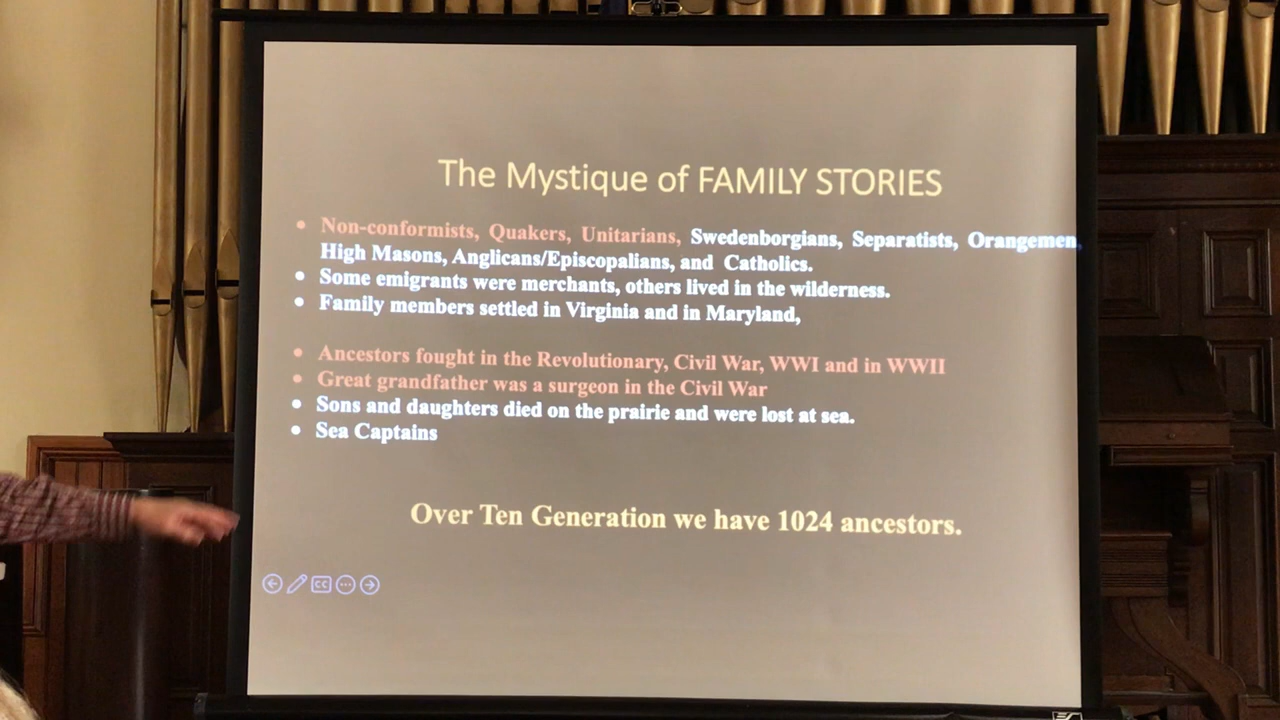 The Mystique of FAMILY STORIES
• Non-conformists, Quakers, Unitarians, Swedenborgians, Separatists, Orangemen,
High Masons, Anglicans/Episcopalians, and Catholics.
• Some emigrants were merchants, others lived in the wilderness.
• Family members settled in Virginia and in Maryland,
• Ancestors fought in the Revolutionary, Civil War, WWI and in WWII
• Great grandfather was a surgeon in the Civil War
• Sons and daughters died on the prairie and were lost at sea.
• Sea Captains
Over Ten Generation we have 1024 ancestors.
CC